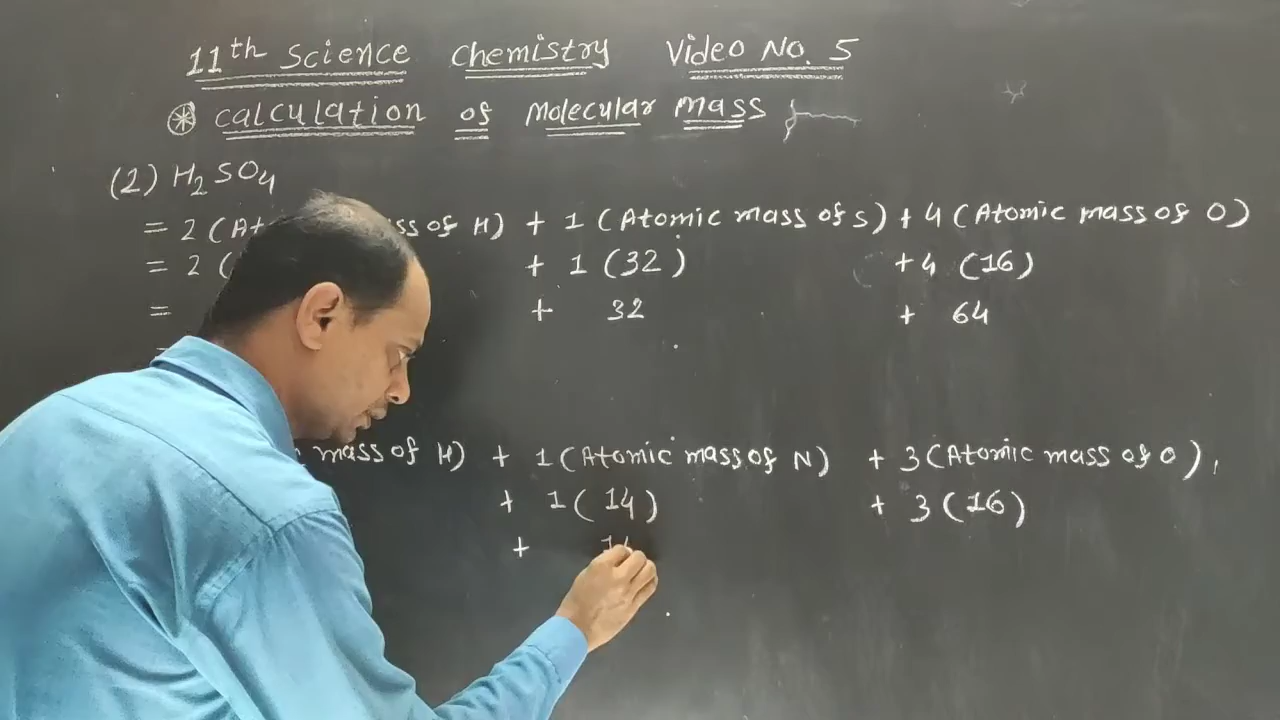 11th Science Chemistry Video No. 5
calculation of Molecular Mass
(2) H₂SO₄
= 2 (At ss of H) + 1 (Atomic mass of S) + 4 (Atomic mass of O)
= 2 ( + 1 (32) + 4 (16)
= + 32 + 64
mass of H) + 1 (Atomic mass of N) + 3 (Atomic mass of O),
+ 1 (14) + 3 (16)
+